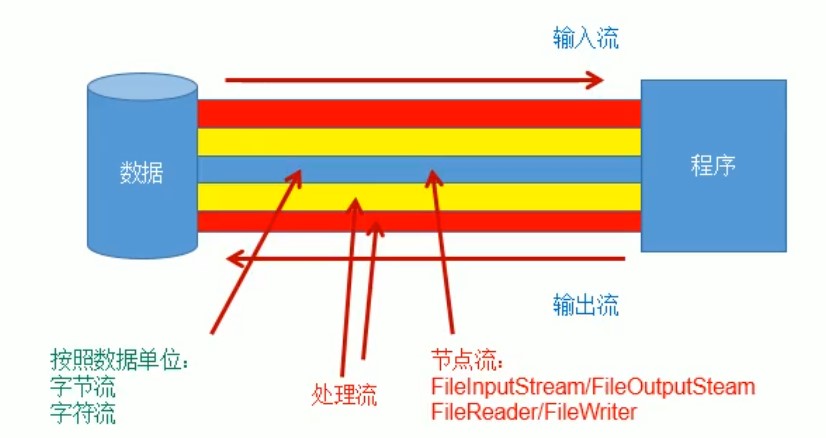 输入流
数据
程序
输出流
按照数据单位：
字节流
字符流
处理流
节点流：
FileInputStream/FileOutputSteam
FileReader/FileWriter